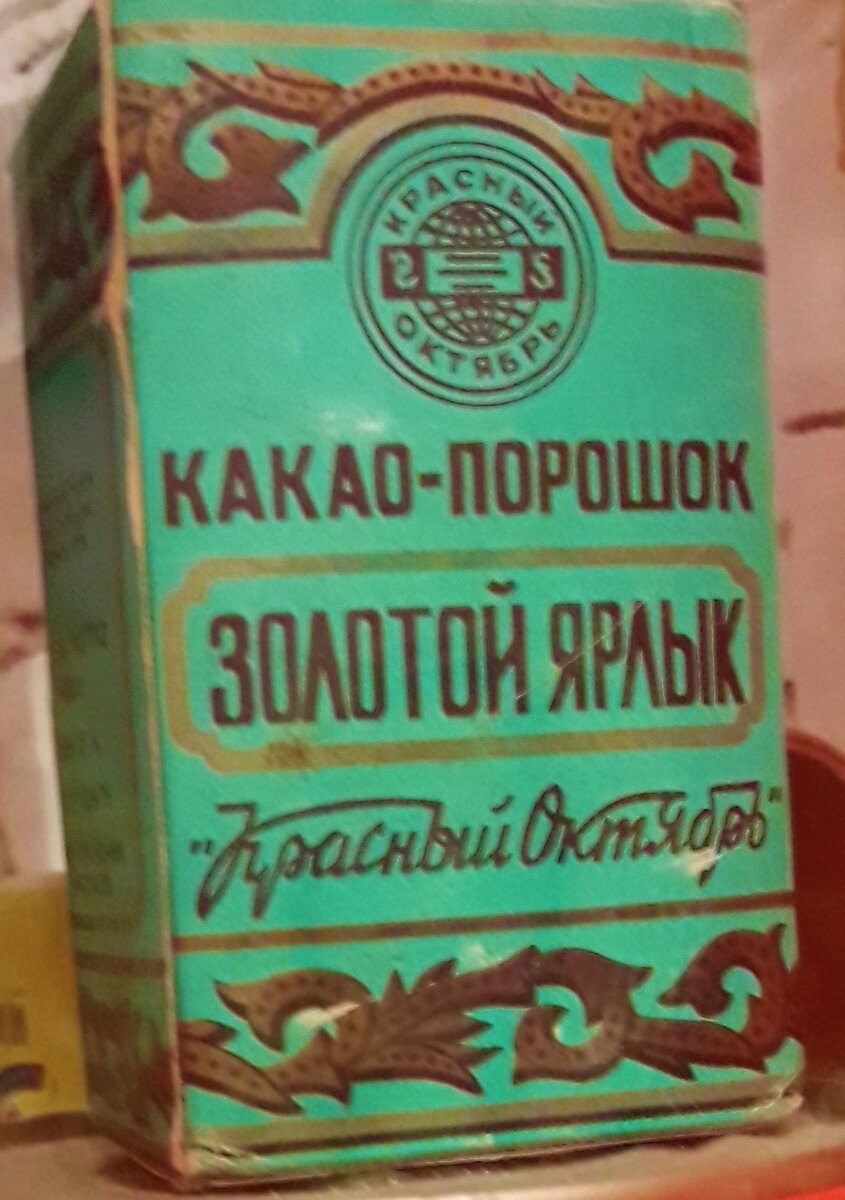 КРАСНЫЙ
ОКТЯБРЬ
КАКАО-ПОРОШОК
ЗОЛОТОЙ ЯРЛЫК
"Красный Октябрь"